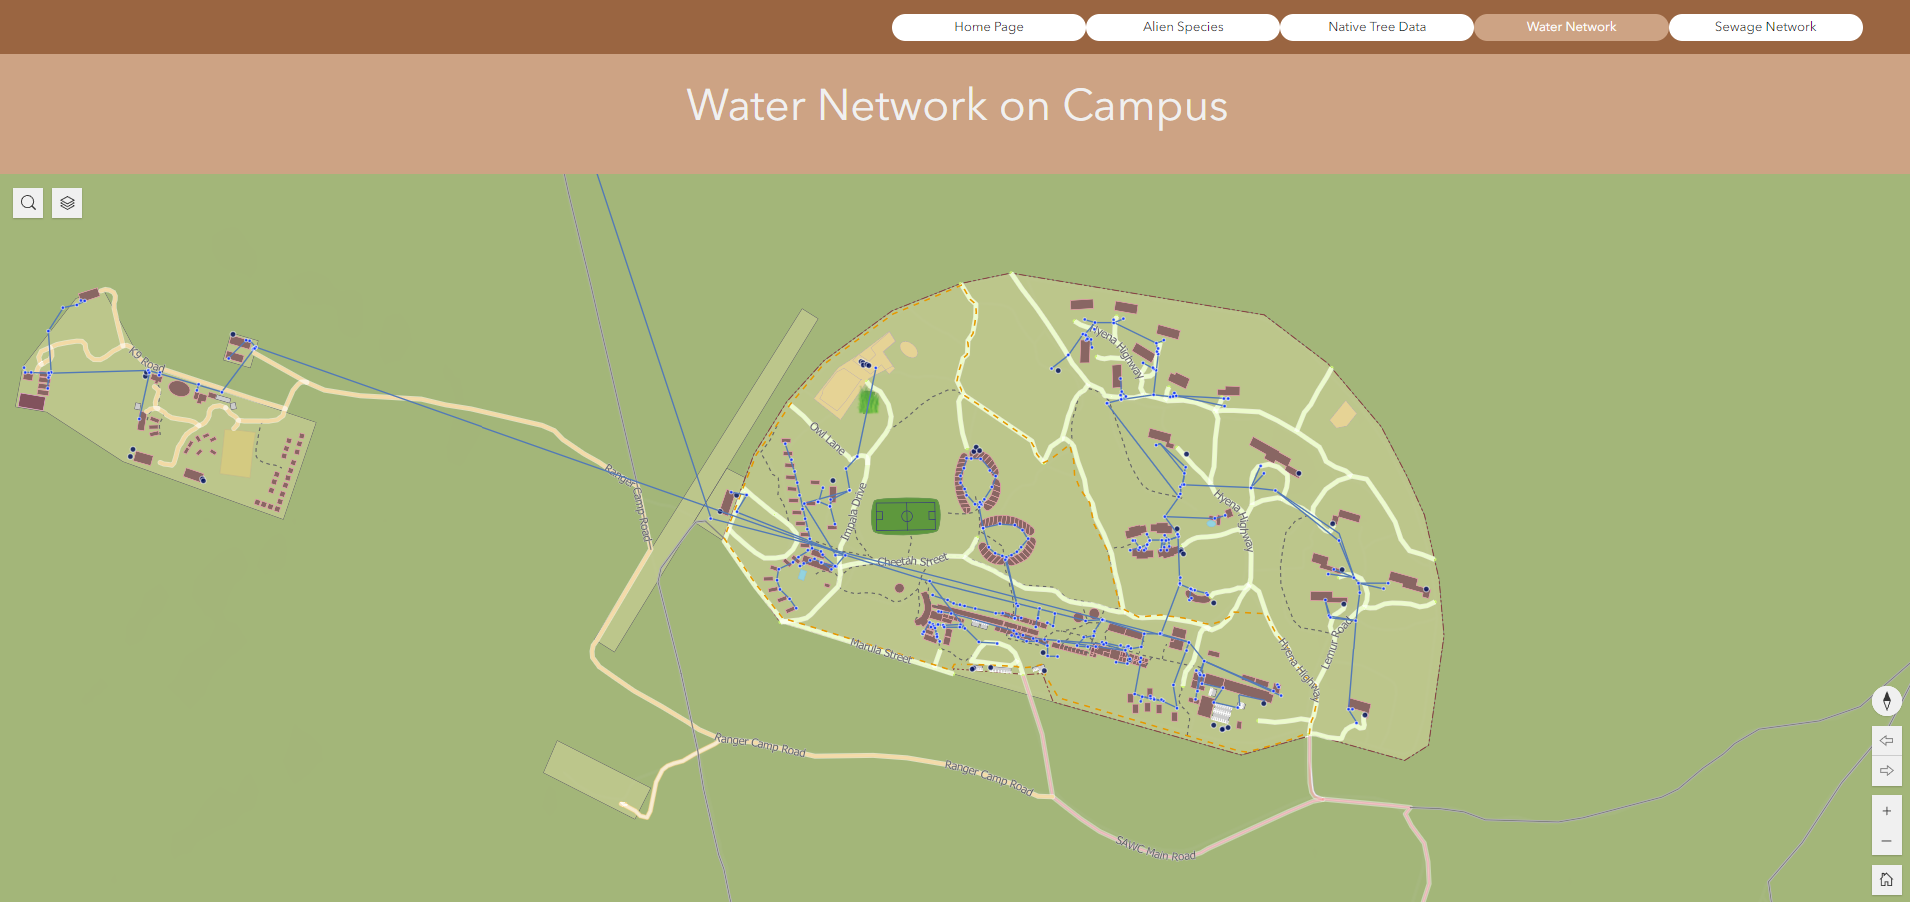 Home Page
Alien Species
Native Tree Data
Water Network
Sewage Network
Water Network on Campus
Hyena Highway
K9 Road
Owl Lane
Ranger Camp Road
Impala Drive
Hyena Highway
Cheetah Street
Marula Street
Hyena Highway
Lemur Road
Ranger Camp Road
Ranger Camp Road
SAWC Main Road